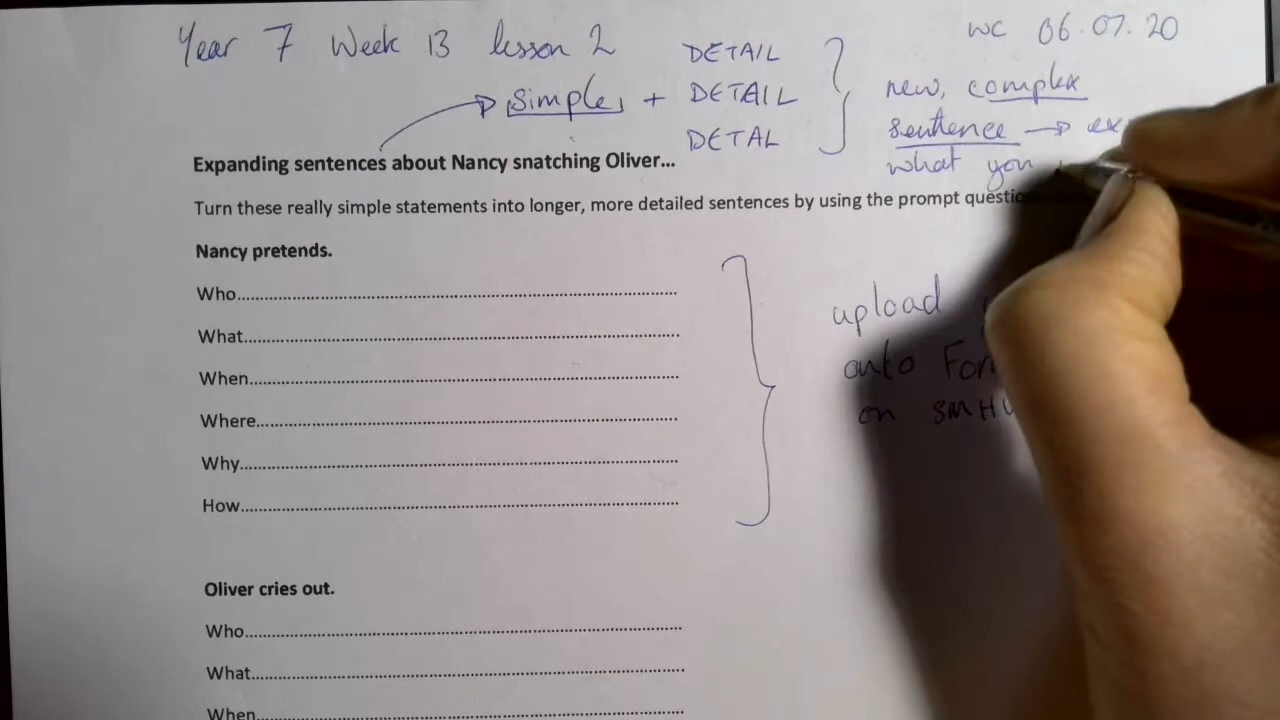 Year 7 Week 13 lesson 2
WC 06.07.20
DETAIL
simple + DETAIL
DETAL
new, complex
sentence → ex
what you
Expanding sentences about Nancy snatching Oliver...
Turn these really simple statements into longer, more detailed sentences by using the prompt
Nancy pretends.
Who
What
When
Where
Why
How
upload
onto
on
Oliver cries out.
Who
What
When